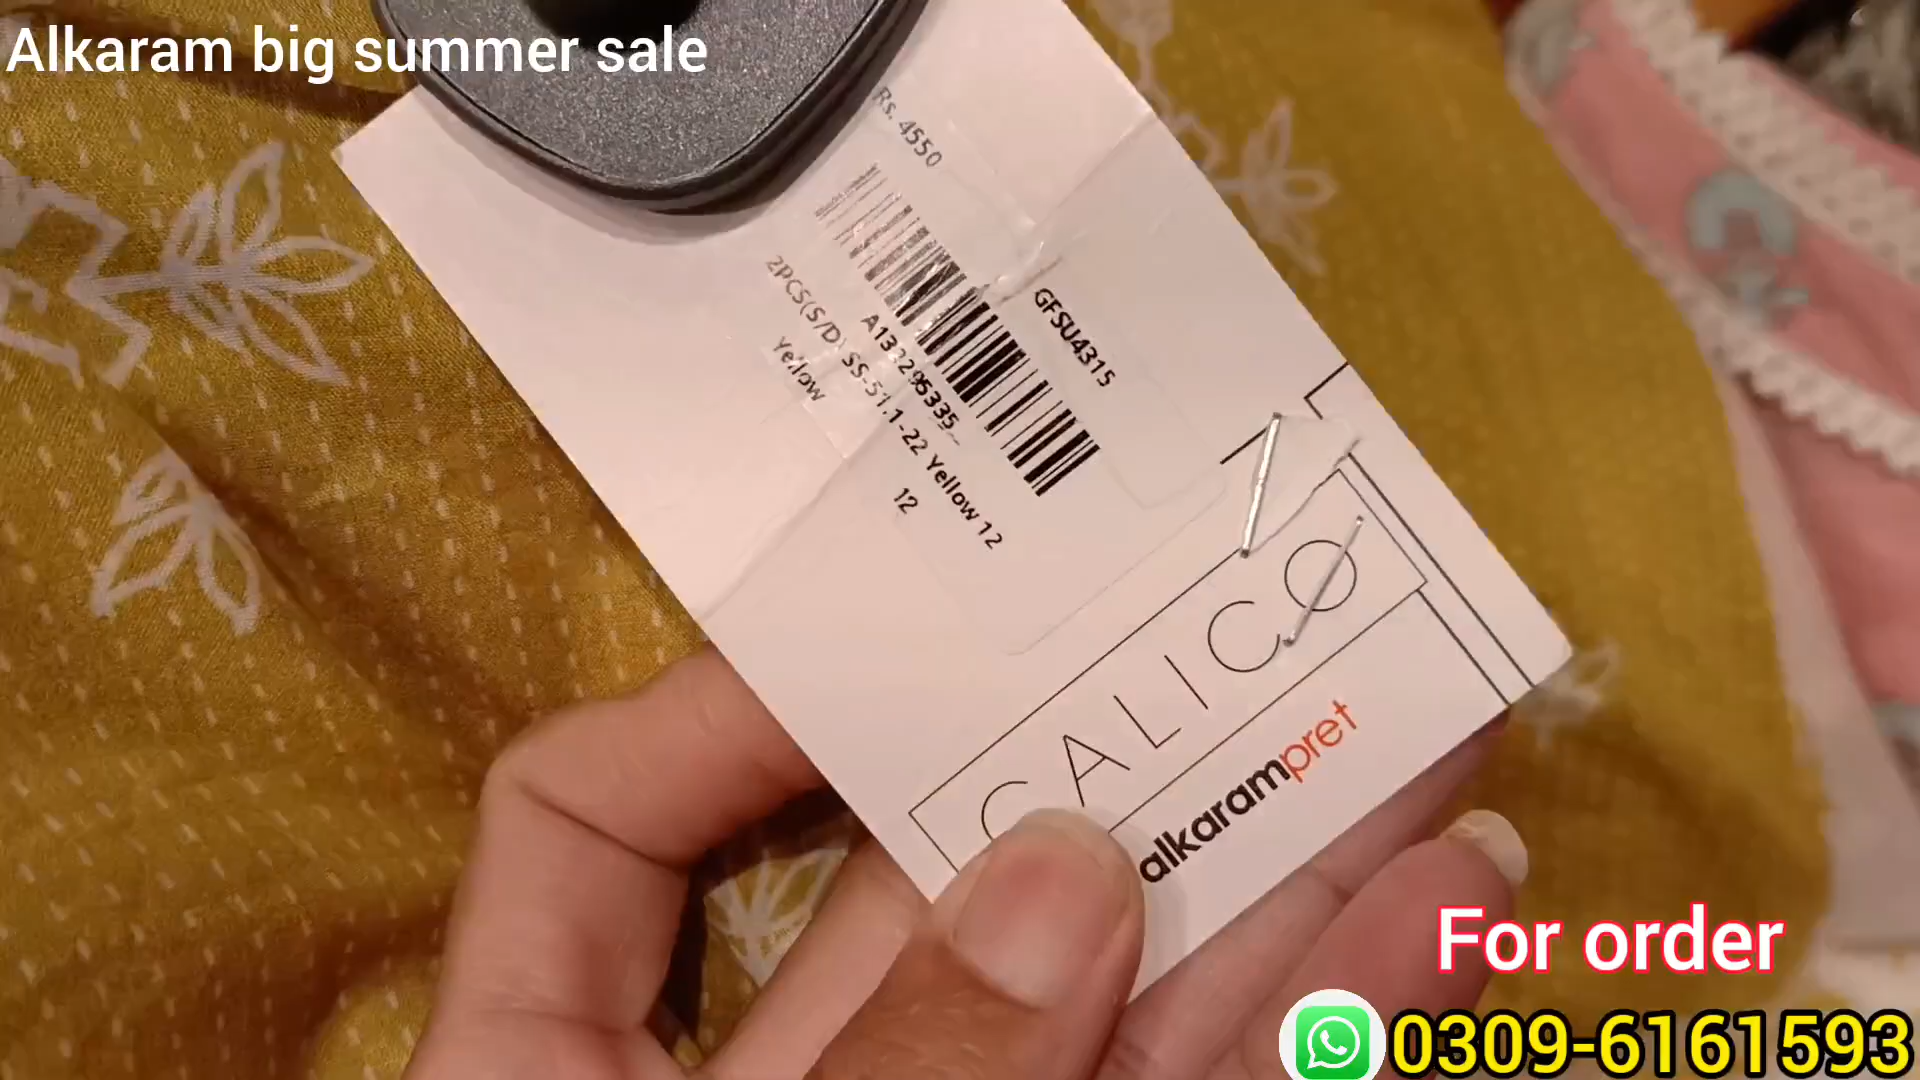 Alkaram big summer sale
Rs. 4550
GFSU4315
A132295335
2PCS(S/D) SS-51.1-22 Yellow 12
Yellow
12
CALICO
alkarampret
For order
0309-6161593